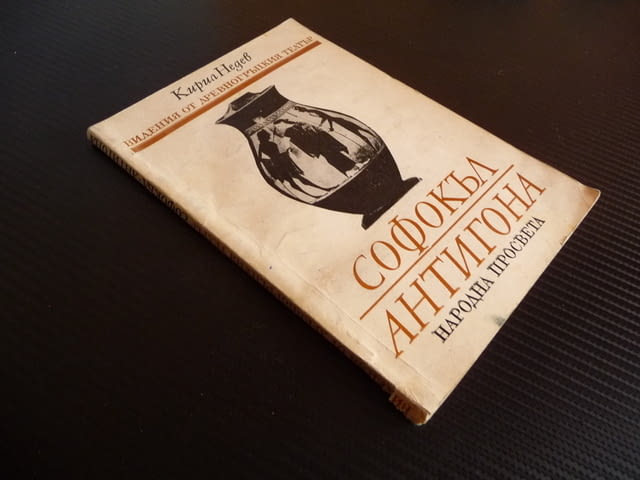 Кирил Недев
ВИДЕНИЯ ОТ ДРЕВНОГРЪЦКИЯ ТЕАТЪР
СОФОКЪЛ
АНТИГОНА
НАРОДНА ПРОСВЕТА